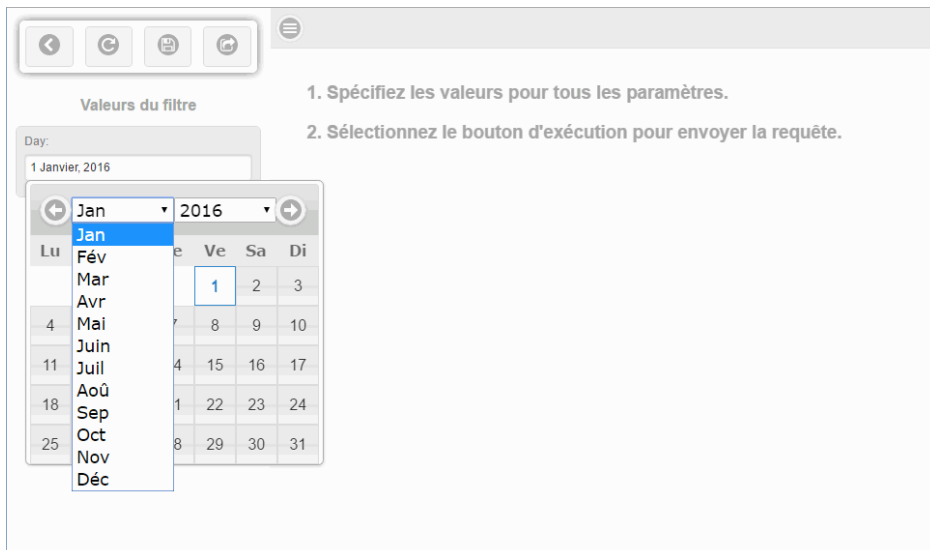 Valeurs du filtre
Day:
1 Janvier, 2016
1. Spécifiez les valeurs pour tous les paramètres.
2. Sélectionnez le bouton d'exécution pour envoyer la requête.
Jan 2016
Lu Ve Sa Di
1 2 3
4 8 9 10
11 15 16 17
18 22 23 24
25 29 30 31
Jan
Fév
Mar
Avr
Mai
Juin
Juil
Aoû
Sep
Oct
Nov
Déc